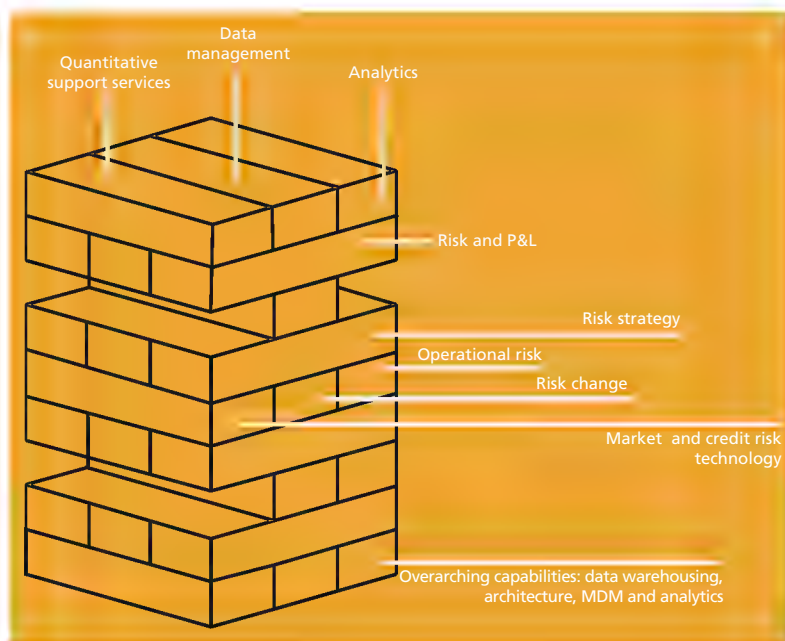 Quantitative
support services
Data
management
Analytics
Risk and P&L
Risk strategy
Operational risk
Risk change
Market and credit risk
technology
Overarching capabilities: data warehousing,
architecture, MDM and analytics